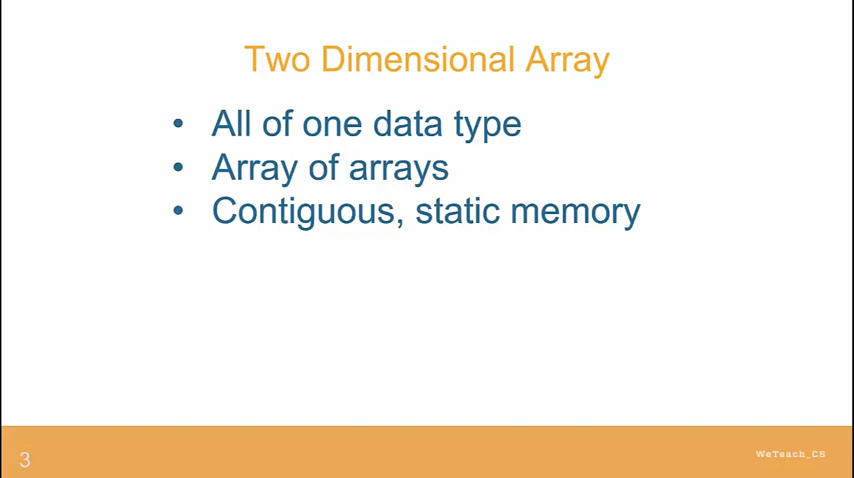 Two Dimensional Array
• All of one data type
• Array of arrays
• Contiguous, static memory
3
WeTeach_CS